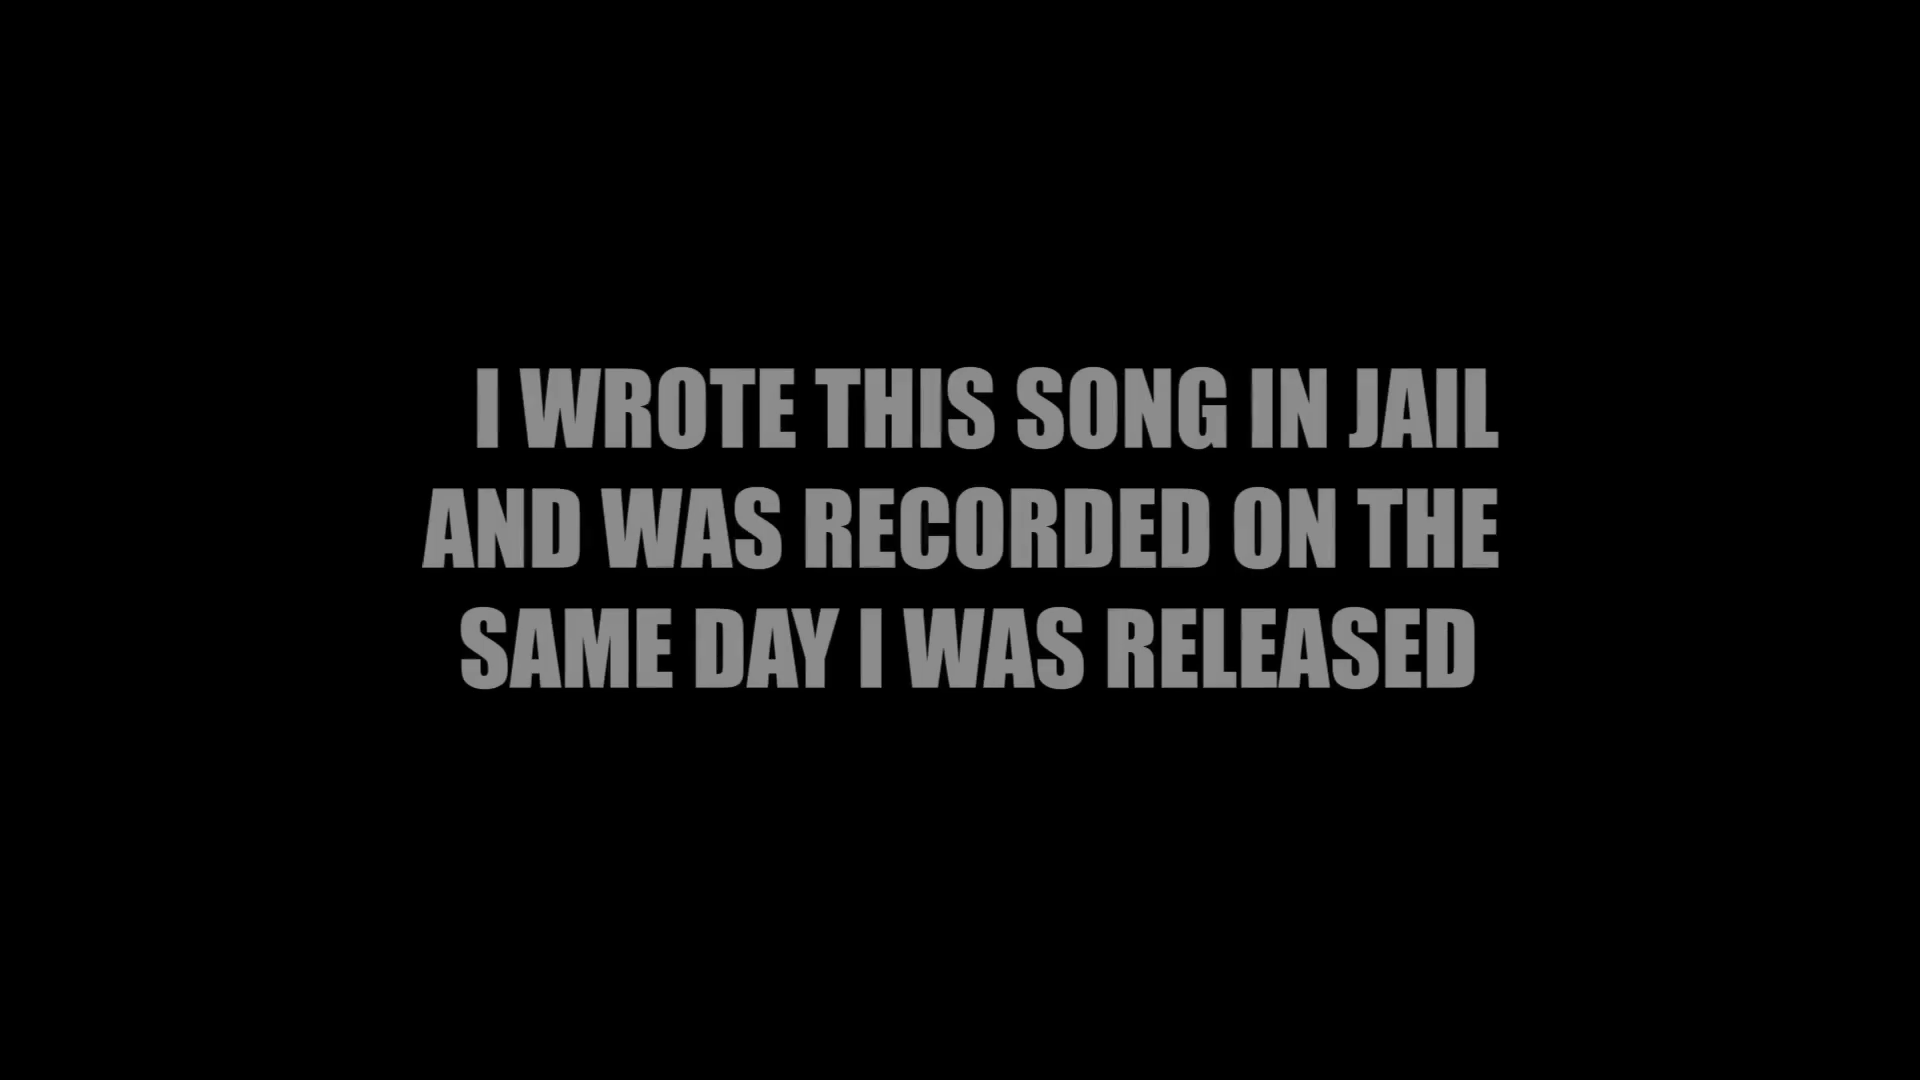 I WROTE THIS SONG IN JAIL
AND WAS RECORDED ON THE
SAME DAY I WAS RELEASED